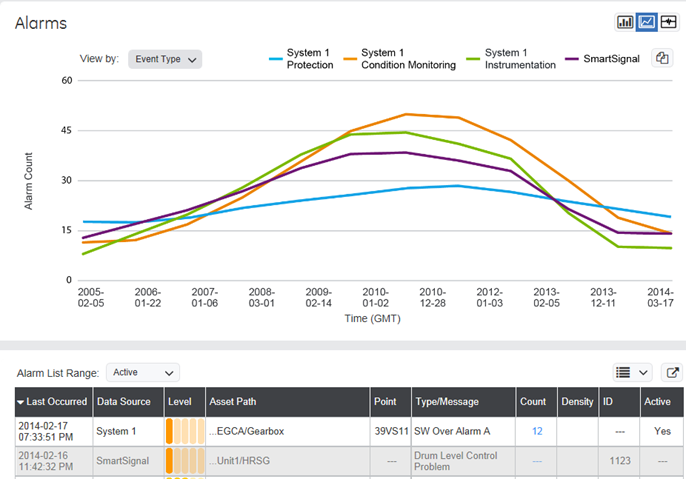 Alarms
View by: Event Type
System 1 Protection
System 1 Condition Monitoring
System 1 Instrumentation
SmartSignal
60
45
30
15
0
Alarm Count
2005-02-05
2006-01-22
2007-01-06
2008-03-01
2009-02-14
2010-01-02
2010-12-28
2012-01-03
2013-02-05
2013-12-11
2014-03-17
Time (GMT)
Alarm List Range: Active
Last Occurred Data Source Level Asset Path Point Type/Message Count Density ID Active
2014-02-17 07:33:51 PM System 1 ...EGCA/Gearbox 39VS11 SW Over Alarm A 12 --- Yes
2014-02-16 11:42:32 PM SmartSignal ...Unit1/HRSG --- Drum Level Control Problem --- 1123 ---